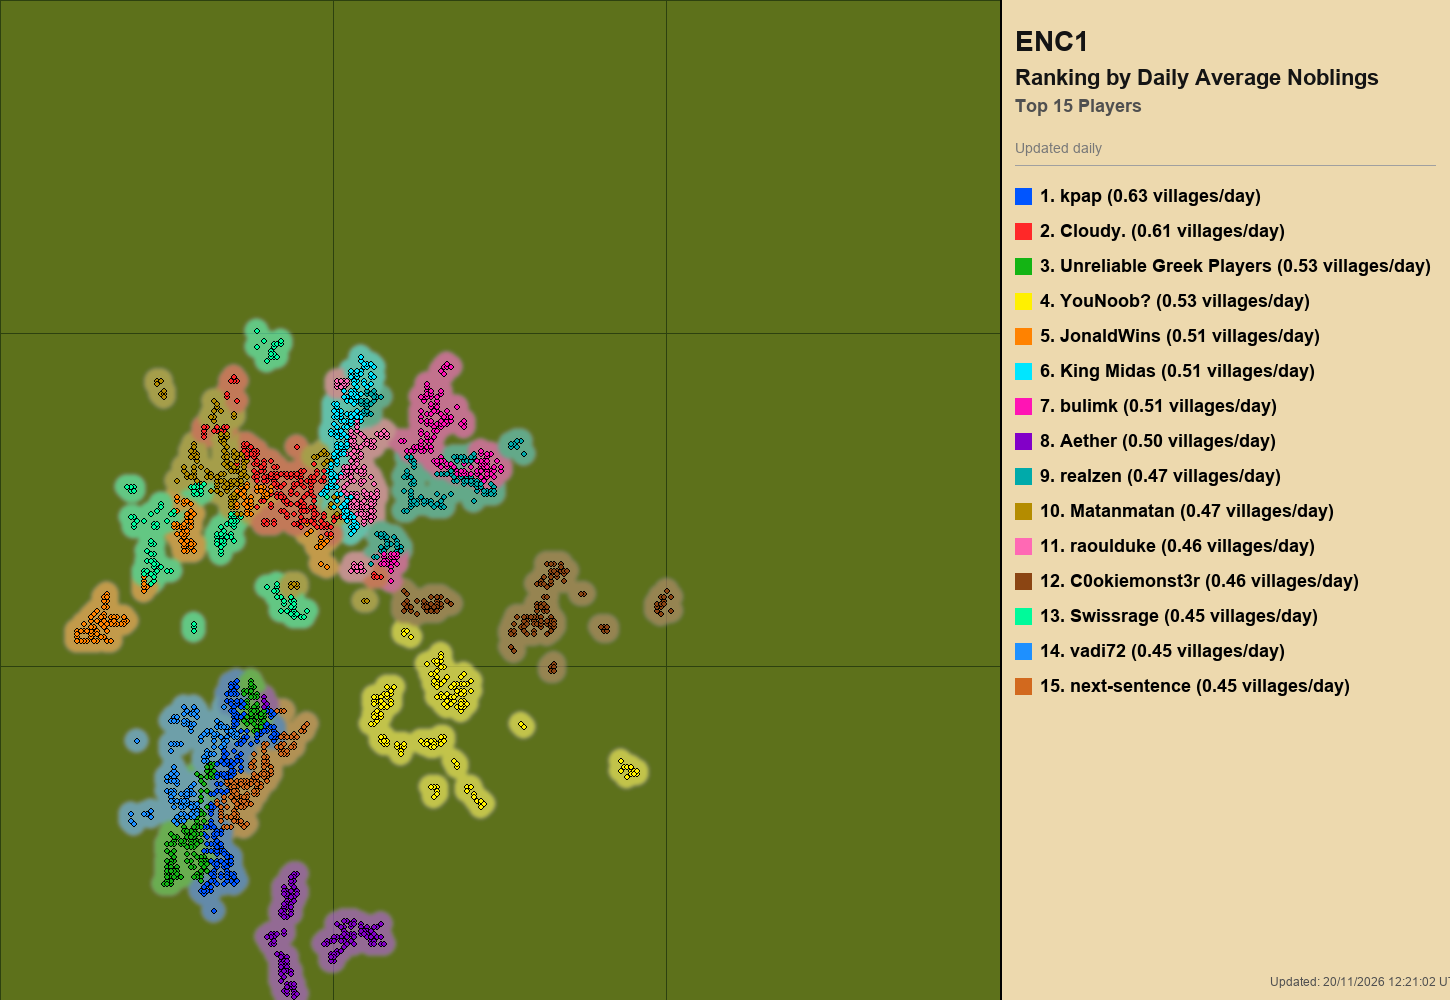 ENC1
Ranking by Daily Average Noblings
Top 15 Players
Updated daily
1. kpap (0.63 villages/day)
2. Cloudy. (0.61 villages/day)
3. Unreliable Greek Players (0.53 villages/day)
4. YouNoob? (0.53 villages/day)
5. JonaldWins (0.51 villages/day)
6. King Midas (0.51 villages/day)
7. bulimk (0.51 villages/day)
8. Aether (0.50 villages/day)
9. realzen (0.47 villages/day)
10. Matanmatan (0.47 villages/day)
11. raoulduke (0.46 villages/day)
12. C0okiemonst3r (0.46 villages/day)
13. Swissrage (0.45 villages/day)
14. vadi72 (0.45 villages/day)
15. next-sentence (0.45 villages/day)
Updated: 20/11/2026 12:21:02